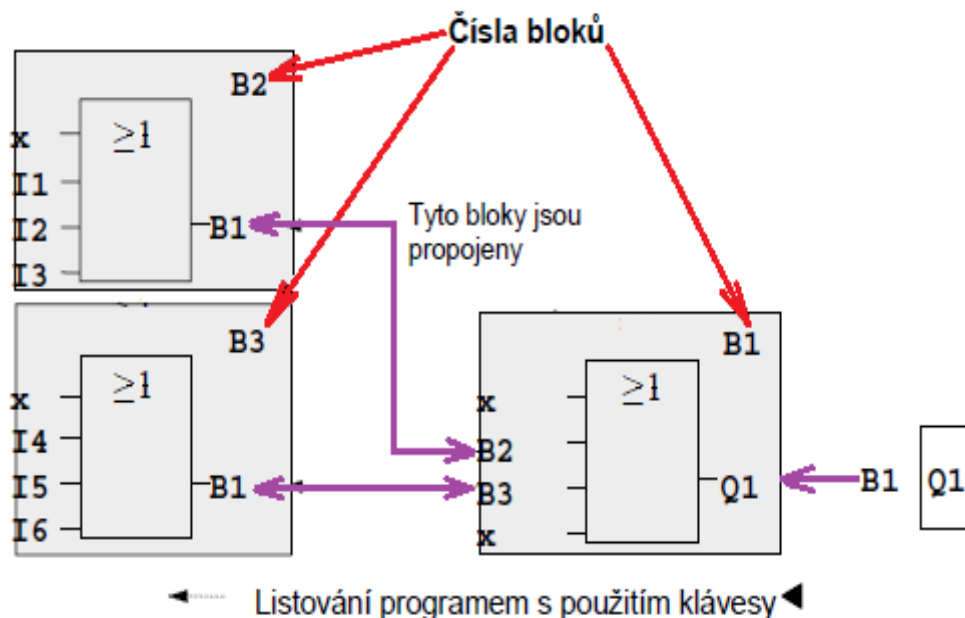 Čísla bloků
B2
≥1
x
I1
I2
I3
B1
Tyto bloky jsou
propojeny
B3
≥1
x
I4
I5
I6
B1
B1
≥1
x
B2
B3
x
Q1
B1
Q1
Listování programem s použitím klávesy